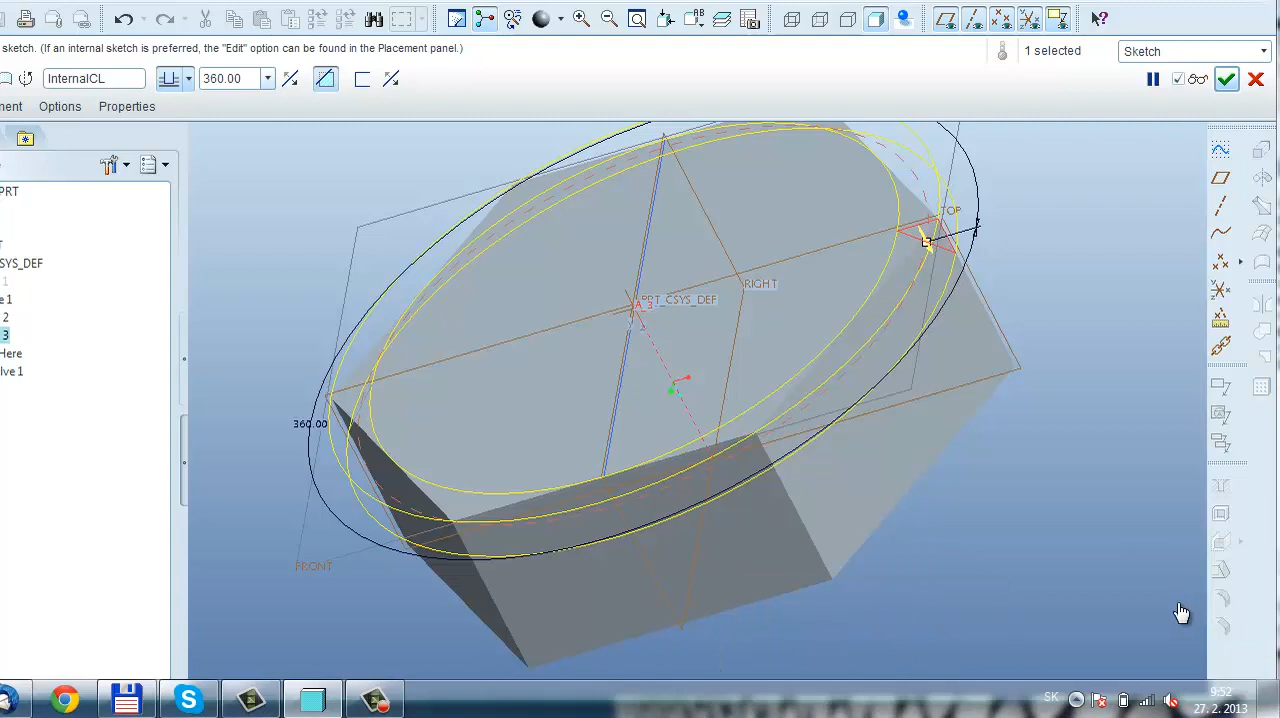 sketch. (If an internal sketch is preferred, the "Edit" option can be found in the Placement panel.)
1 selected
Sketch
InternalCL
360.00
ment
Options
Properties
PRT
T
SYS_DEF
1
e 1
2
3
Here
lve 1
TOP
RIGHT
PRT_CSYS_DEF
A_3
360.00
FRONT
SK
9:52
27. 2. 2013